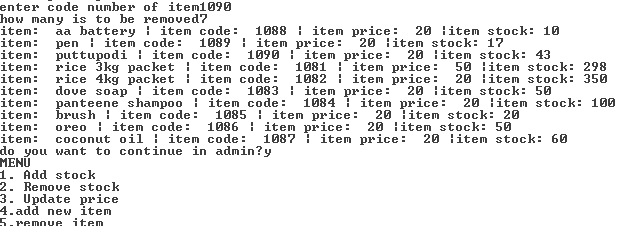 enter code number of item1090
how many is to be removed7
item:  aa battery ¦ item code:  1088 ¦ item price:  20 ¦item stock: 10
item:  pen ¦ item code:  1089 ¦ item price:  20 ¦item stock: 17
item:  puttupodi ¦ item code:  1090 ¦ item price:  20 ¦item stock: 43
item:  rice 3kg packet ¦ item code:  1081 ¦ item price:  50 ¦item stock: 298
item:  rice 4kg packet ¦ item code:  1082 ¦ item price:  20 ¦item stock: 350
item:  dove soap ¦ item code:  1083 ¦ item price:  20 ¦item stock: 50
item:  panteene shampoo ¦ item code:  1084 ¦ item price:  20 ¦item stock: 100
item:  brush ¦ item code:  1085 ¦ item price:  20 ¦item stock: 20
item:  oreo ¦ item code:  1086 ¦ item price:  20 ¦item stock: 50
item:  coconut oil ¦ item code:  1087 ¦ item price:  20 ¦item stock: 60
do you want to continue in admin?y
MENU
1. Add stock
2. Remove stock
3. Update price
4.add new item
5.remove item